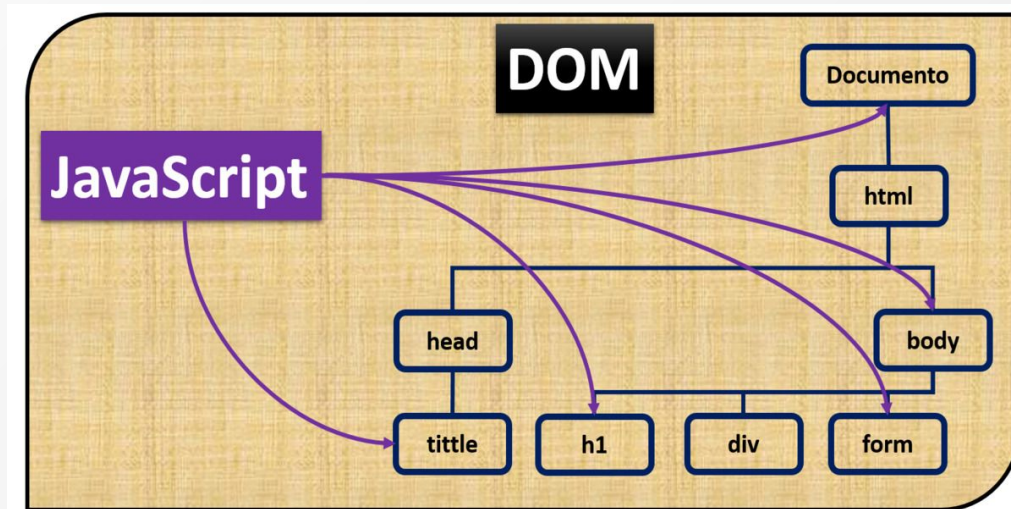 DOM
Documento
JavaScript
html
head
body
tittle
h1
div
form